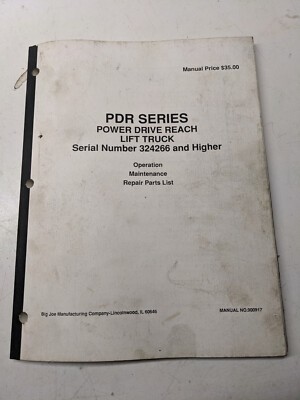 Manual Price $35.00
PDR SERIES
POWER DRIVE REACH
LIFT TRUCK
Serial Number 324266 and Higher
Operation
Maintenance
Repair Parts List
Big Joe Manufacturing Company-Lincolnwood, IL 60646
MANUAL NO.900917